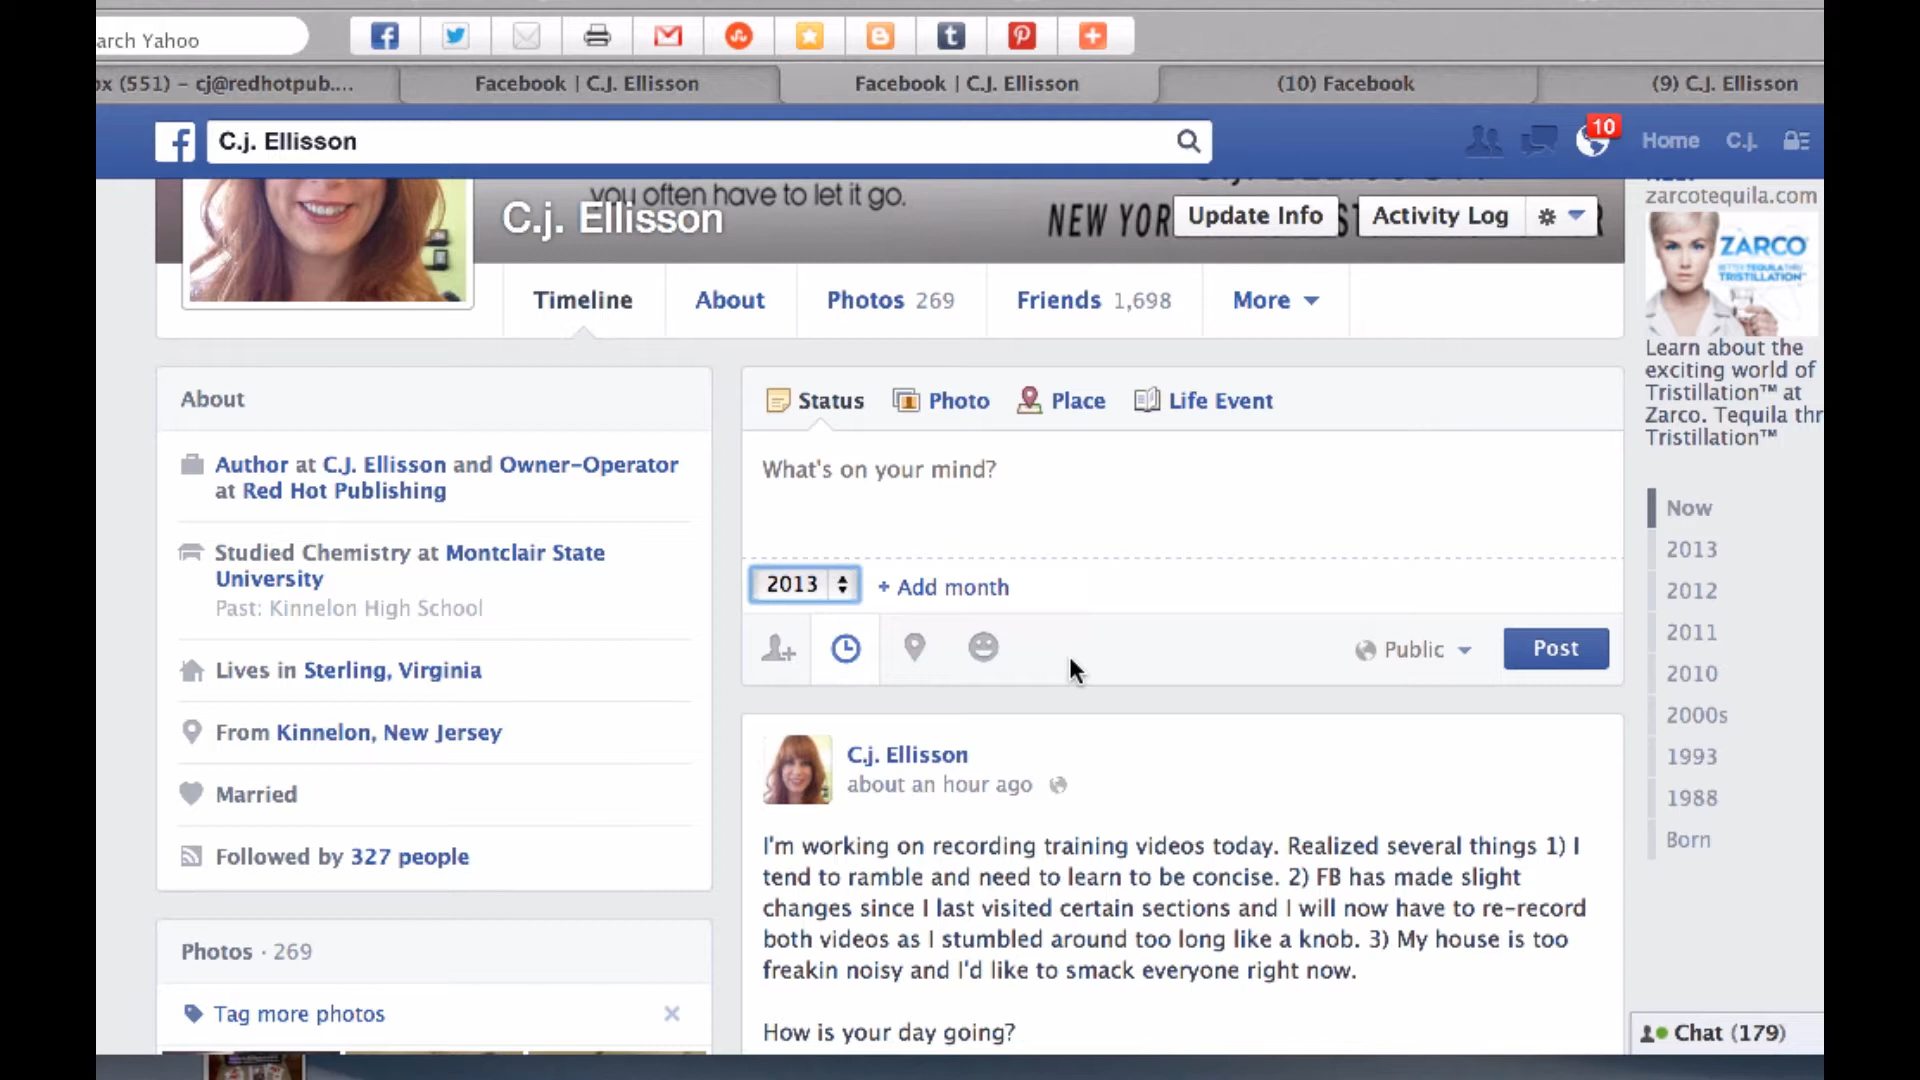 arch Yahoo
(551) - cj@redhotpub....
Facebook | C.J. Ellisson
Facebook | C.J. Ellisson
(10) Facebook
(9) C.J. Ellisson
C.j. Ellisson
10
Home
C.j.
you often have to let it go.
C.j. Ellisson
NEW YOR
Update Info
Activity Log
zarcotequila.com
ZARCO
TRISTILLATION
Learn about the
exciting world of
Tristillation™ at
Zarco. Tequila thr
Tristillation™
Timeline
About
Photos 269
Friends 1,698
More
About
Author at C.J. Ellisson and Owner-Operator
at Red Hot Publishing
Studied Chemistry at Montclair State
University
Past: Kinnelon High School
Lives in Sterling, Virginia
From Kinnelon, New Jersey
Married
Followed by 327 people
Photos · 269
Tag more photos
Status
Photo
Place
Life Event
What's on your mind?
2013
+ Add month
Public
Post
C.j. Ellisson
about an hour ago
I'm working on recording training videos today. Realized several things 1) I
tend to ramble and need to learn to be concise. 2) FB has made slight
changes since I last visited certain sections and I will now have to re-record
both videos as I stumbled around too long like a knob. 3) My house is too
freakin noisy and I'd like to smack everyone right now.
How is your day going?
Now
2013
2012
2011
2010
2000s
1993
1988
Born
Chat (179)